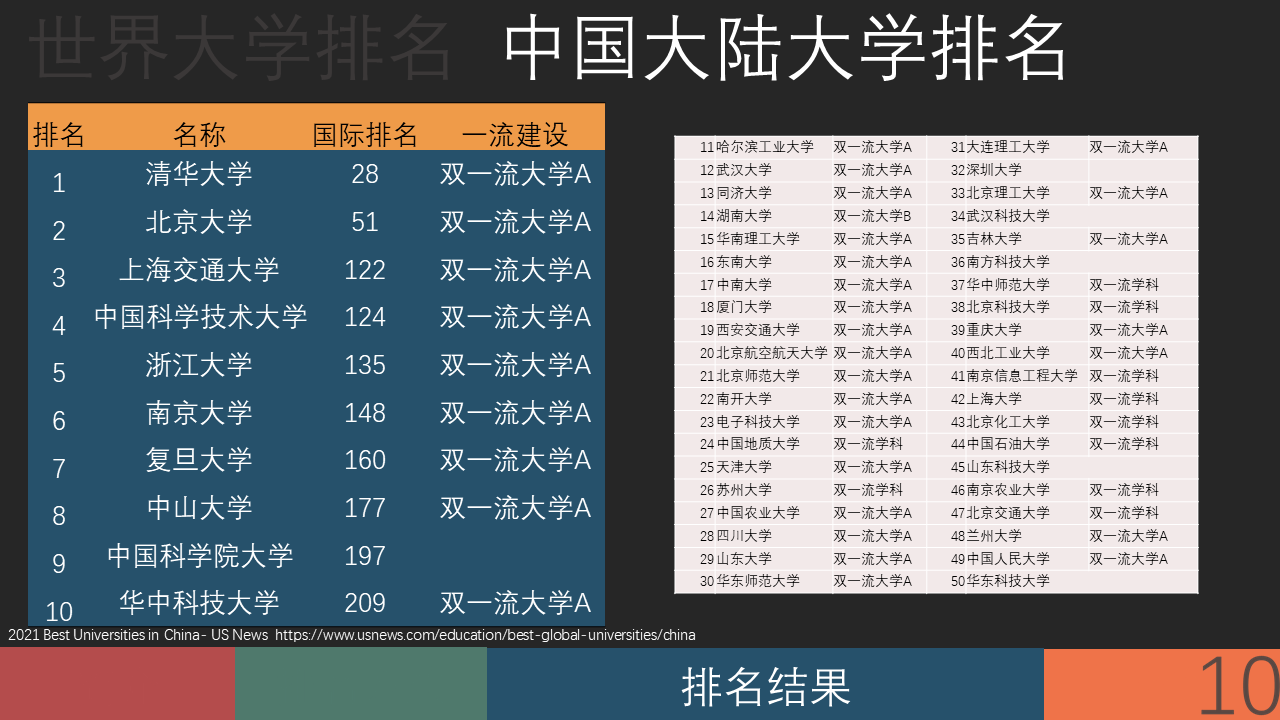 世界大学排名 中国大陆大学排名
排名 名称 国际排名 一流建设
1 清华大学 28 双一流大学A
2 北京大学 51 双一流大学A
3 上海交通大学 122 双一流大学A
4 中国科学技术大学 124 双一流大学A
5 浙江大学 135 双一流大学A
6 南京大学 148 双一流大学A
7 复旦大学 160 双一流大学A
8 中山大学 177 双一流大学A
9 中国科学院大学 197
10 华中科技大学 209 双一流大学A
11 哈尔滨工业大学 双一流大学A 31 大连理工大学 双一流大学A
12 武汉大学 双一流大学A 32 深圳大学
13 同济大学 双一流大学A 33 北京理工大学 双一流大学A
14 湖南大学 双一流大学B 34 武汉科技大学
15 华南理工大学 双一流大学A 35 吉林大学 双一流大学A
16 东南大学 双一流大学A 36 南方科技大学
17 中南大学 双一流大学A 37 华中师范大学 双一流学科
18 厦门大学 双一流大学A 38 北京科技大学 双一流学科
19 西安交通大学 双一流大学A 39 重庆大学 双一流大学A
20 北京航空航天大学 双一流大学A 40 西北工业大学 双一流大学A
21 北京师范大学 双一流大学A 41 南京信息工程大学 双一流学科
22 南开大学 双一流大学A 42 上海大学 双一流学科
23 电子科技大学 双一流大学A 43 北京化工大学 双一流学科
24 中国地质大学 双一流学科 44 中国石油大学 双一流学科
25 天津大学 双一流大学A 45 山东科技大学
26 苏州大学 双一流学科 46 南京农业大学 双一流学科
27 中国农业大学 双一流大学A 47 北京交通大学 双一流学科
28 四川大学 双一流大学A 48 兰州大学 双一流大学A
29 山东大学 双一流大学A 49 中国人民大学 双一流大学A
30 华东师范大学 双一流大学A 50 华东科技大学
2021 Best Universities in China - US News https://www.usnews.com/education/best-global-universities/china
排名结果
10